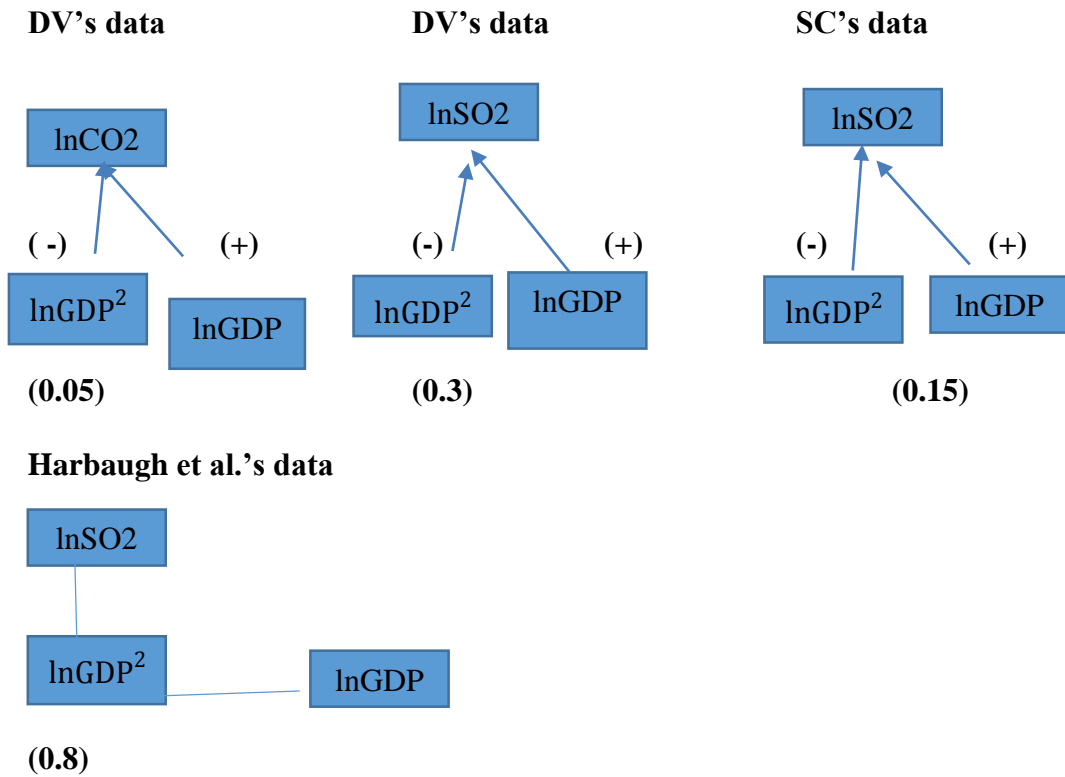 DV’s data
DV’s data
SC’s data
lnCO2
lnSO2
lnSO2
( -)
(+)
(-)
(+)
(-)
(+)
lnGDP²
lnGDP
lnGDP²
lnGDP
lnGDP²
lnGDP
(0.05)
(0.3)
(0.15)
Harbaugh et al.’s data
lnSO2
lnGDP²
lnGDP
(0.8)